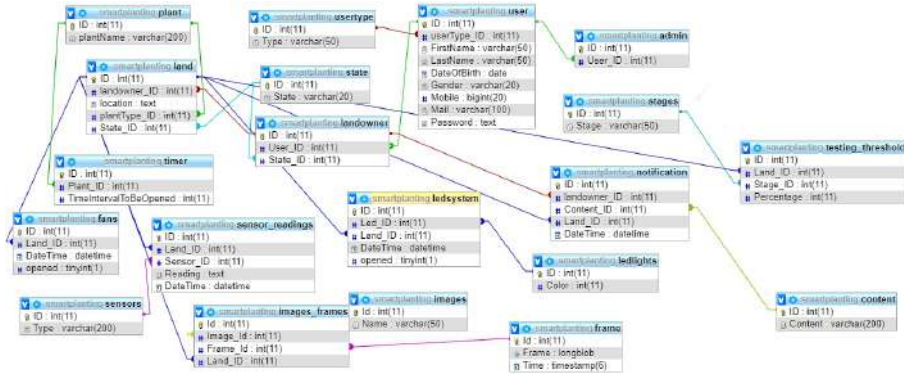 smartplanting plant
ID : int(11)
plantName : varchar(200)
smartplanting usertype
ID : int(11)
Type : varchar(50)
smartplanting user
ID : int(11)
userType_ID : int(11)
FirstName : varchar(50)
LastName : varchar(50)
DateOfBirth : date
Gender : varchar(20)
Mobile : bigint(20)
Mail : varchar(100)
Password : text
smartplanting admin
ID : int(11)
User_ID : int(11)
smartplanting land
ID : int(11)
landowner_ID : int(11)
location : text
plantType_ID : int(11)
State_ID : int(11)
smartplanting state
ID : int(11)
State : varchar(20)
smartplanting stages
ID : int(11)
Stage : varchar(50)
smartplanting landowner
ID : int(11)
User_ID : int(11)
State_ID : int(11)
smartplanting testing_threshold
ID : int(11)
Land_ID : int(11)
Stage_ID : int(11)
Percentage : int(11)
smartplanting timer
ID : int(11)
Plant_ID : int(11)
TimeIntervalToBeOpened : int(11)
smartplanting notification
ID : int(11)
landowner_ID : int(11)
Content_ID : int(11)
Land_ID : int(11)
DateTime : datetime
smartplanting ledsystem
ID : int(11)
Led_ID : int(11)
Land_ID : int(11)
DateTime : datetime
opened : tinyint(1)
smartplanting fans
ID : int(11)
Land_ID : int(11)
DateTime : datetime
opened : tinyint(1)
smartplanting sensor_readings
ID : int(11)
Land_ID : int(11)
Sensor_ID : int(11)
Reading : text
DateTime : datetime
smartplanting ledlights
ID : int(11)
Color : int(11)
smartplanting sensors
ID : int(11)
Type : varchar(200)
smartplanting images_frames
Id : int(11)
Image_Id : int(11)
Frame_Id : int(11)
Land_ID : int(11)
smartplanting images
Id : int(11)
Name : varchar(50)
smartplanting frame
Id : int(11)
Frame : longblob
Time : timestamp(6)
smartplanting content
ID : int(11)
Content : varchar(200)